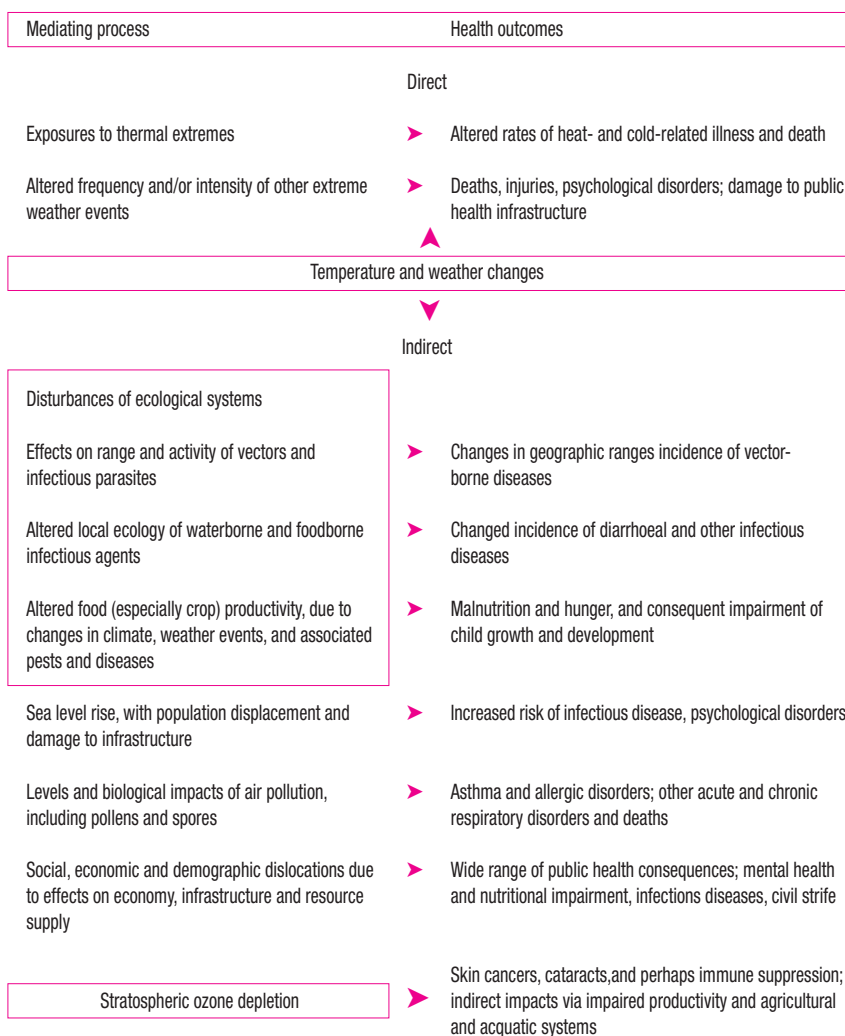 Mediating process Health outcomes
Direct
Exposures to thermal extremes Altered rates of heat- and cold-related illness and death
Altered frequency and/or intensity of other extreme Deaths, injuries, psychological disorders; damage to public
weather events health infrastructure
Temperature and weather changes
Indirect
Disturbances of ecological systems
Effects on range and activity of vectors and Changes in geographic ranges incidence of vector-
infectious parasites borne diseases
Altered local ecology of waterborne and foodborne Changed incidence of diarrhoeal and other infectious
infectious agents diseases
Altered food (especially crop) productivity, due to Malnutrition and hunger, and consequent impairment of
changes in climate, weather events, and associated child growth and development
pests and diseases
Sea level rise, with population displacement and Increased risk of infectious disease, psychological disorders
damage to infrastructure
Levels and biological impacts of air pollution, Asthma and allergic disorders; other acute and chronic
including pollens and spores respiratory disorders and deaths
Social, economic and demographic dislocations due Wide range of public health consequences; mental health
to effects on economy, infrastructure and resource and nutritional impairment, infections diseases, civil strife
supply
Skin cancers, cataracts,and perhaps immune suppression;
Stratospheric ozone depletion indirect impacts via impaired productivity and agricultural
and acquatic systems